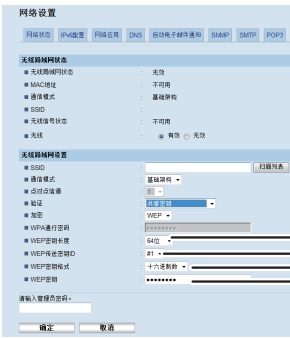 网络设置
网络状态 IPv6配置 网络应用 DNS 自动电子邮件通知 SNMP SMTP POP3
无线局域网状态
无线局域网状态 : 无效
MAC地址 : 不可用
通信模式 : 基础架构
SSID :
无线信号状态 : 不可用
无线 : 有效 无效
无线局域网设置
SSID : 扫面列表
通信模式 : 基础架构
点对点信道 : 1
验证 : 共享密钥
加密 : WEP
WPA通行密码 : ********
WEP密钥长度 : 64位
WEP传送密钥ID : #1
WEP密钥格式 : 十六进制数
WEP密钥 : ●●●●●●●●
请输入管理员密码。
确定 取消